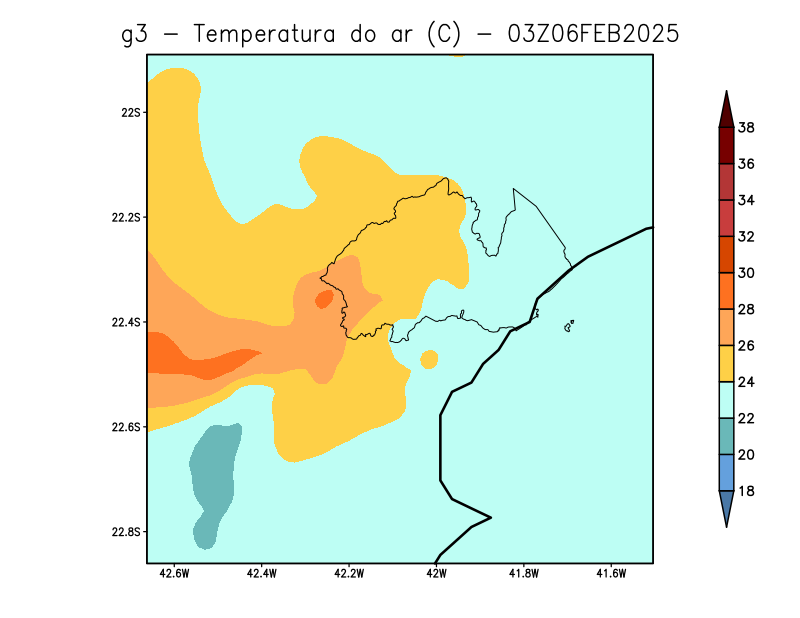 g3 − Temperatura do ar (C) − 03Z06FEB2025
22S
22.2S
22.4S
22.6S
22.8S
42.6W
42.4W
42.2W
42W
41.8W
41.6W
38
36
34
32
30
28
26
24
22
20
18